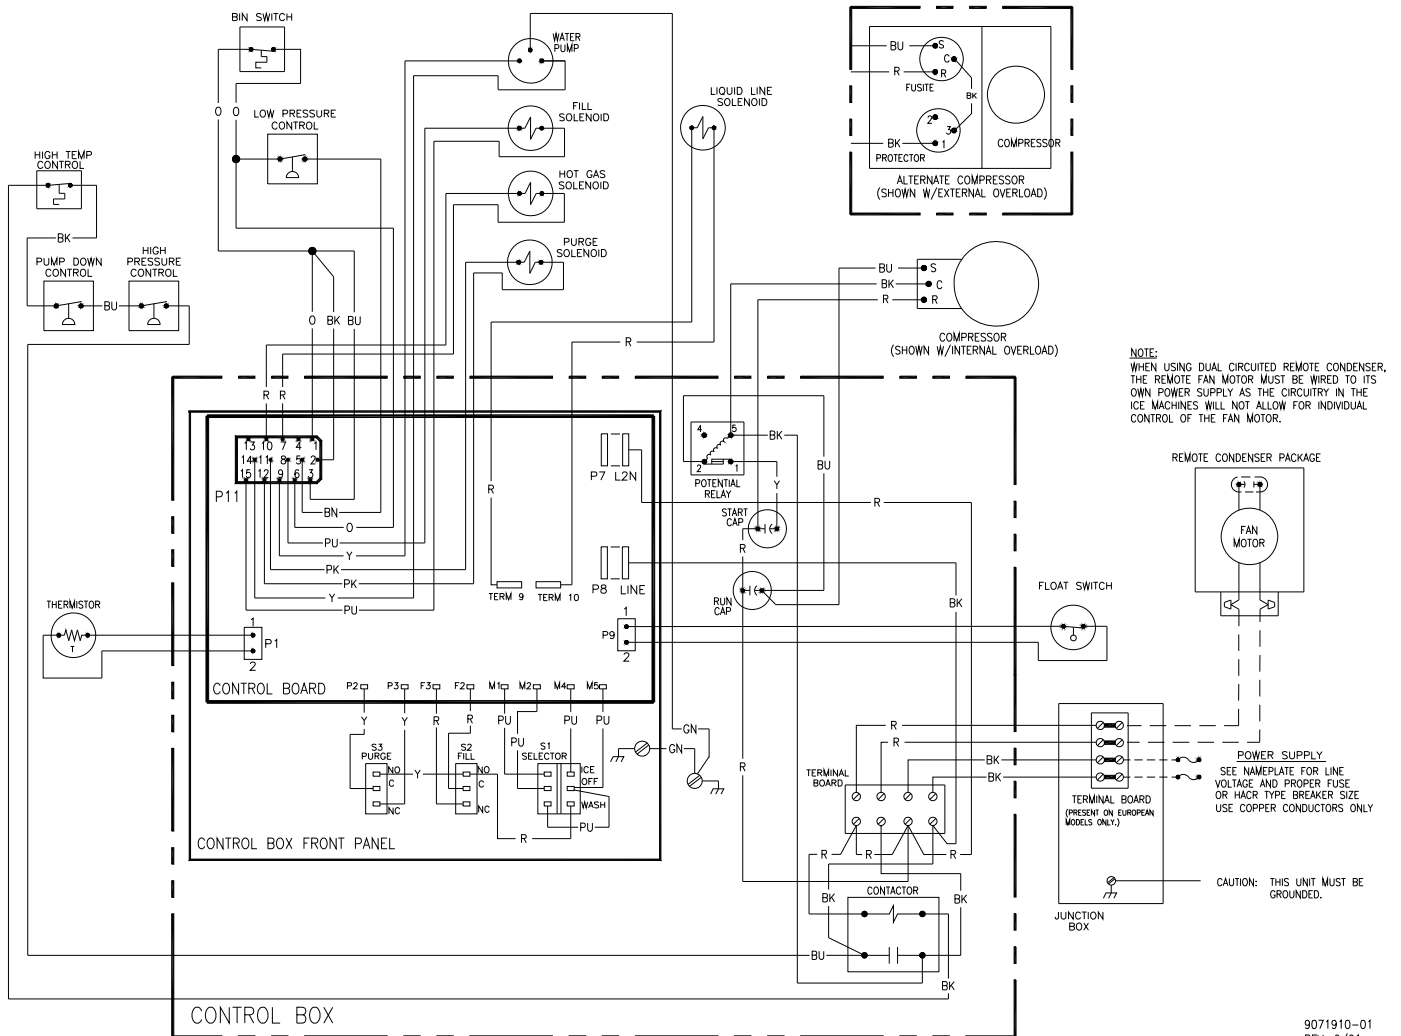 BIN SWITCH
WATER
PUMP
BU
S
C
R
R
FUSITE
BK
2
3
BK
1
PROTECTOR
COMPRESSOR
ALTERNATE COMPRESSOR
(SHOWN W/EXTERNAL OVERLOAD)
LIQUID LINE
SOLENOID
FILL
SOLENOID
O O
LOW PRESSURE
CONTROL
HIGH TEMP
CONTROL
HOT GAS
SOLENOID
BK
PUMP DOWN
CONTROL
HIGH
PRESSURE
CONTROL
BU
PURGE
SOLENOID
BU S
BK C
R R
COMPRESSOR
(SHOWN W/INTERNAL OVERLOAD)
O BK BU
R
R R
NOTE:
WHEN USING DUAL CIRCUITED REMOTE CONDENSER,
THE REMOTE FAN MOTOR MUST BE WIRED TO ITS
OWN POWER SUPPLY AS THE CIRCUITRY IN THE
ICE MACHINES WILL NOT ALLOW FOR INDIVIDUAL
CONTROL OF THE FAN MOTOR.
13 10 7 4 1
14 11 8 5 2
15 12 9 6 3
P11
P7 L2N
4 5
2 1
BK
POTENTIAL
RELAY
BU
Y
REMOTE CONDENSER PACKAGE
FAN
MOTOR
R
BN
O
PU
Y
PK
PK
Y
PU
R
START
CAP
R
P8 LINE
TERM 9 TERM 10
RUN
CAP
BK
FLOAT SWITCH
THERMISTOR
T
1
P1
2
1
P9
2
CONTROL BOARD
P2 P3 F3 F2 M1 M2 M4 M5
Y Y R R PU PU PU PU
S3
PURGE
NO
C
NC
Y
S2
FILL
NO
C
NC
S1
SELECTOR
ICE
OFF
WASH
PU
R
GN
GN
R
CONTROL BOX FRONT PANEL
R
R
BK
BK
TERMINAL
BOARD
R R R
TERMINAL BOARD
(PRESENT ON EUROPEAN
MODELS ONLY.)
POWER SUPPLY
SEE NAMEPLATE FOR LINE
VOLTAGE AND PROPER FUSE
OR HACR TYPE BREAKER SIZE
USE COPPER CONDUCTORS ONLY
CAUTION: THIS UNIT MUST BE
GROUNDED.
JUNCTION
BOX
CONTACTOR
BK
BK
BU
BK
CONTROL BOX
9071910-01